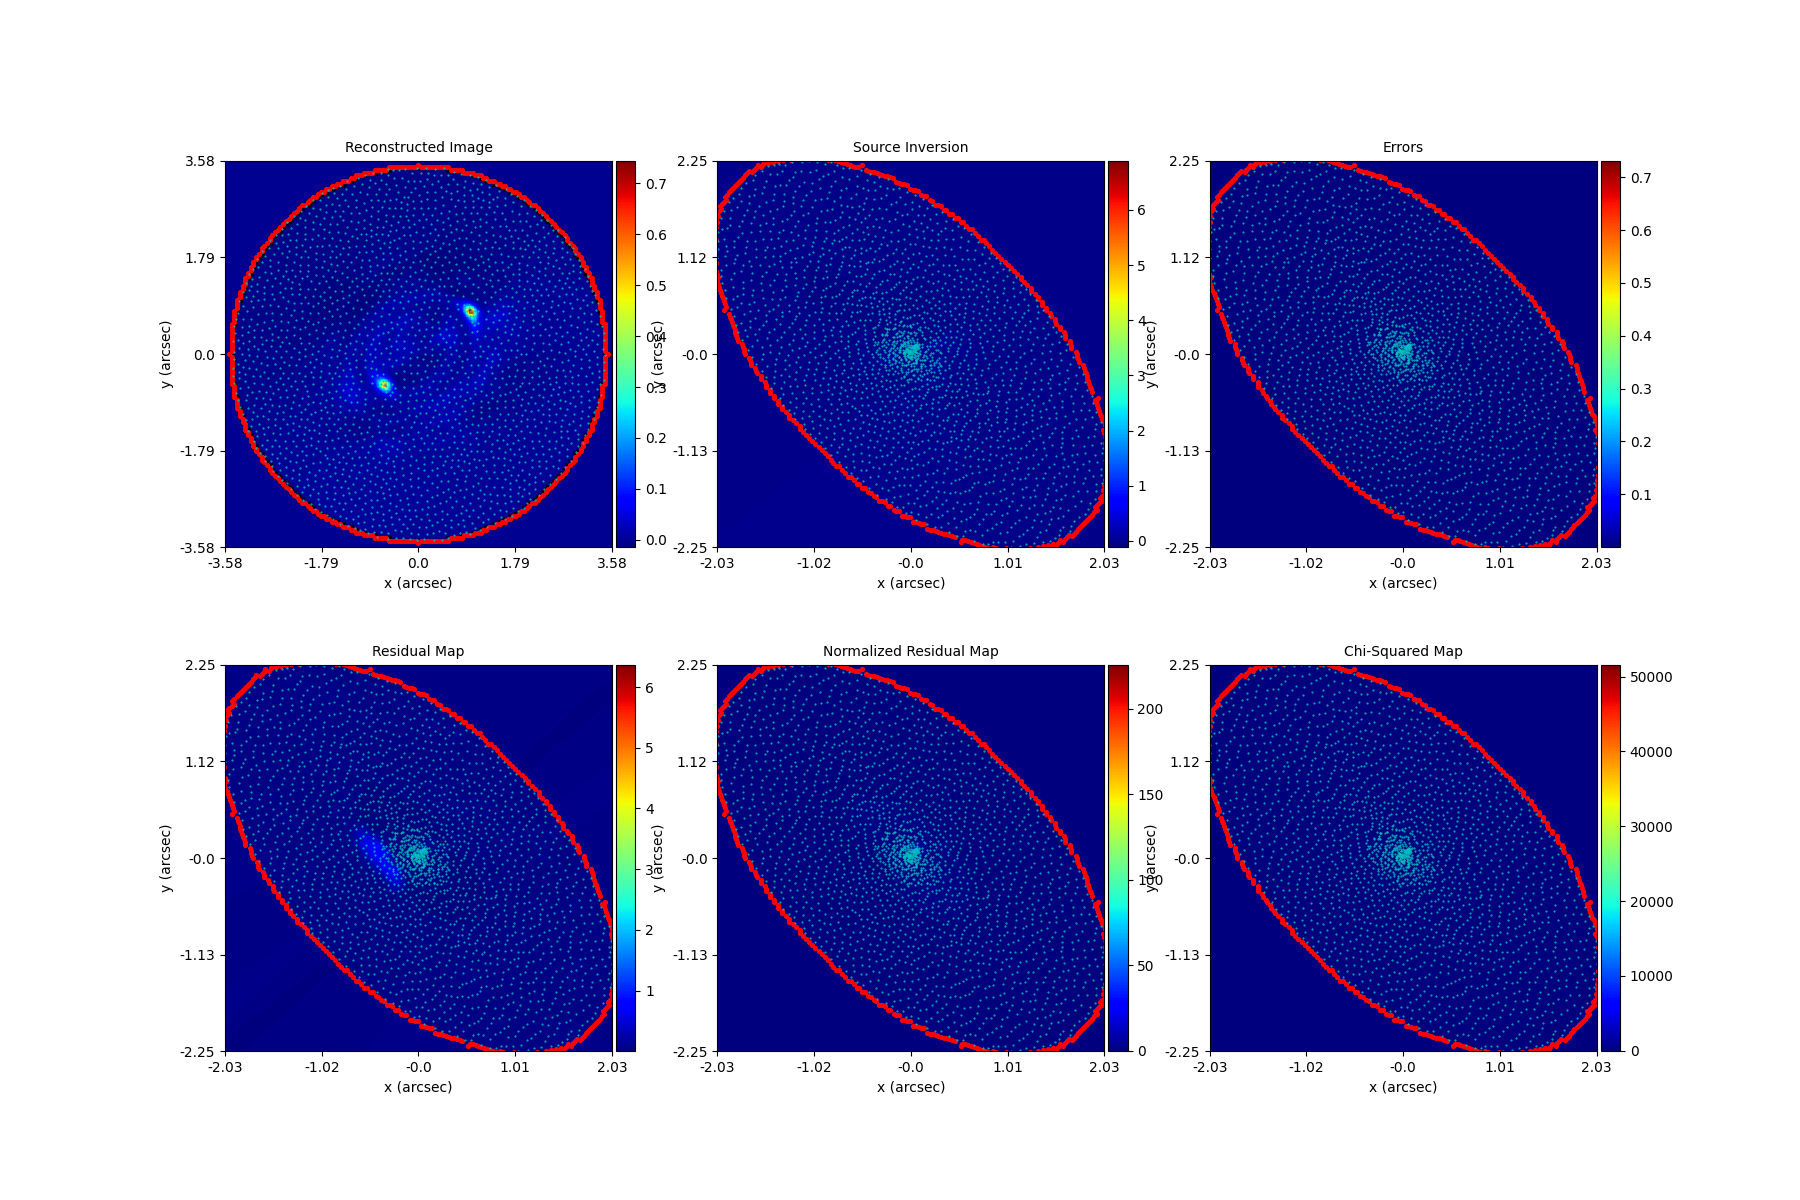 Reconstructed Image
3.58
1.79
0.0
-1.79
-3.58
y (arcsec)
-3.58 -1.79 0.0 1.79 3.58
x (arcsec)
0.7
0.6
0.5
0.4
0.3
0.2
0.1
0.0
Source Inversion
2.25
1.12
-0.0
-1.13
-2.25
y (arcsec)
-2.03 -1.02 -0.0 1.01 2.03
x (arcsec)
6
5
4
3
2
1
0
Errors
2.25
1.12
-0.0
-1.13
-2.25
y (arcsec)
-2.03 -1.02 -0.0 1.01 2.03
x (arcsec)
0.7
0.6
0.5
0.4
0.3
0.2
0.1
Residual Map
2.25
1.12
-0.0
-1.13
-2.25
y (arcsec)
-2.03 -1.02 -0.0 1.01 2.03
x (arcsec)
6
5
4
3
2
1
Normalized Residual Map
2.25
1.12
-0.0
-1.13
-2.25
y (arcsec)
-2.03 -1.02 -0.0 1.01 2.03
x (arcsec)
200
150
100
50
0
Chi-Squared Map
2.25
1.12
-0.0
-1.13
-2.25
y (arcsec)
-2.03 -1.02 -0.0 1.01 2.03
x (arcsec)
50000
40000
30000
20000
10000
0